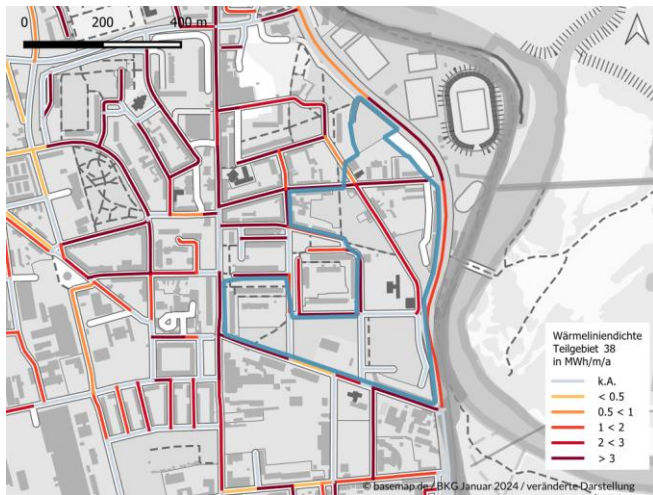 0 200 400 m
Wärmeliniendichte
Teilgebiet 38
in MWh/m/a
k.A.
< 0.5
0.5 < 1
1 < 2
2 < 3
> 3
© basemap.de / BKG Januar 2024 / veränderte Darstellung